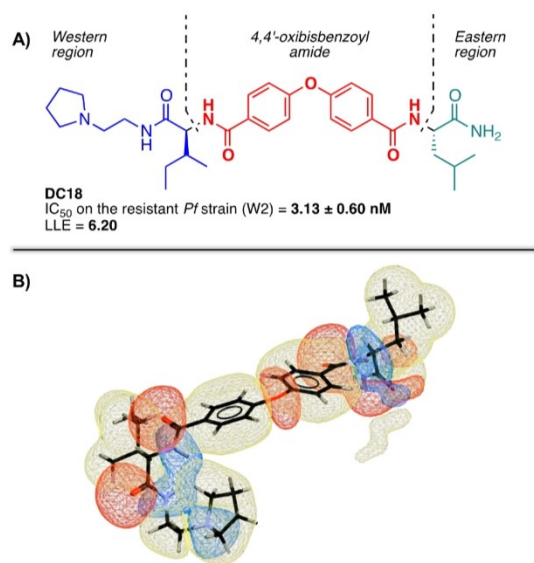 A)
Western
region
4,4'-oxibisbenzoyl
amide
Eastern
region
O
O
H
N
H
N
O
N
NH
O
O
NH₂
DC18
IC₅₀ on the resistant Pf strain (W2) = 3.13 ± 0.60 nM
LLE = 6.20
B)